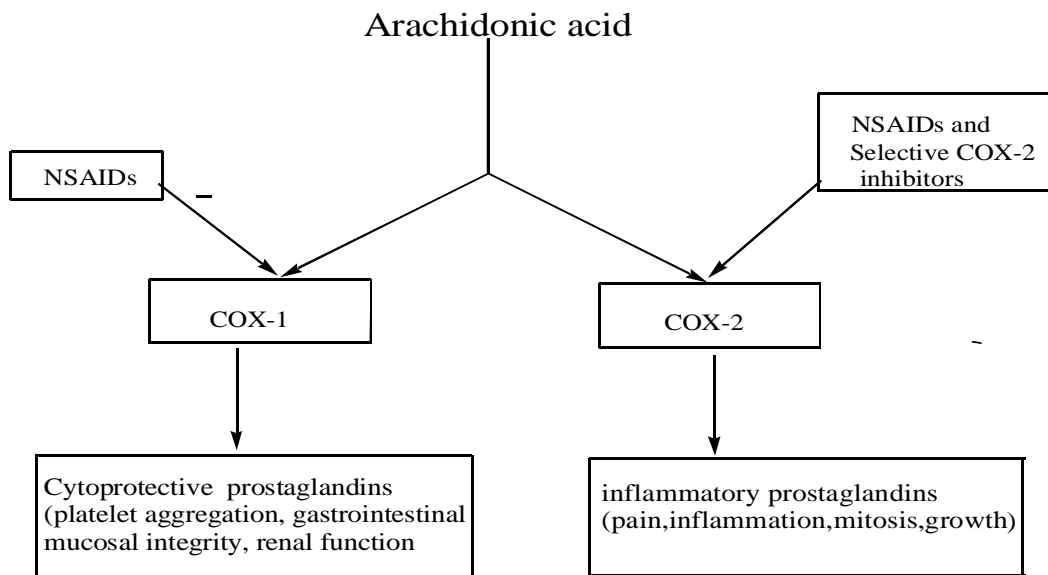 Arachidonic acid
NSAIDs
–
NSAIDs and
Selective COX-2
inhibitors
COX-1
COX-2
–
Cytoprotective prostaglandins
(platelet aggregation, gastrointestinal
mucosal integrity, renal function
inflammatory prostaglandins
(pain,inflammation,mitosis,growth)